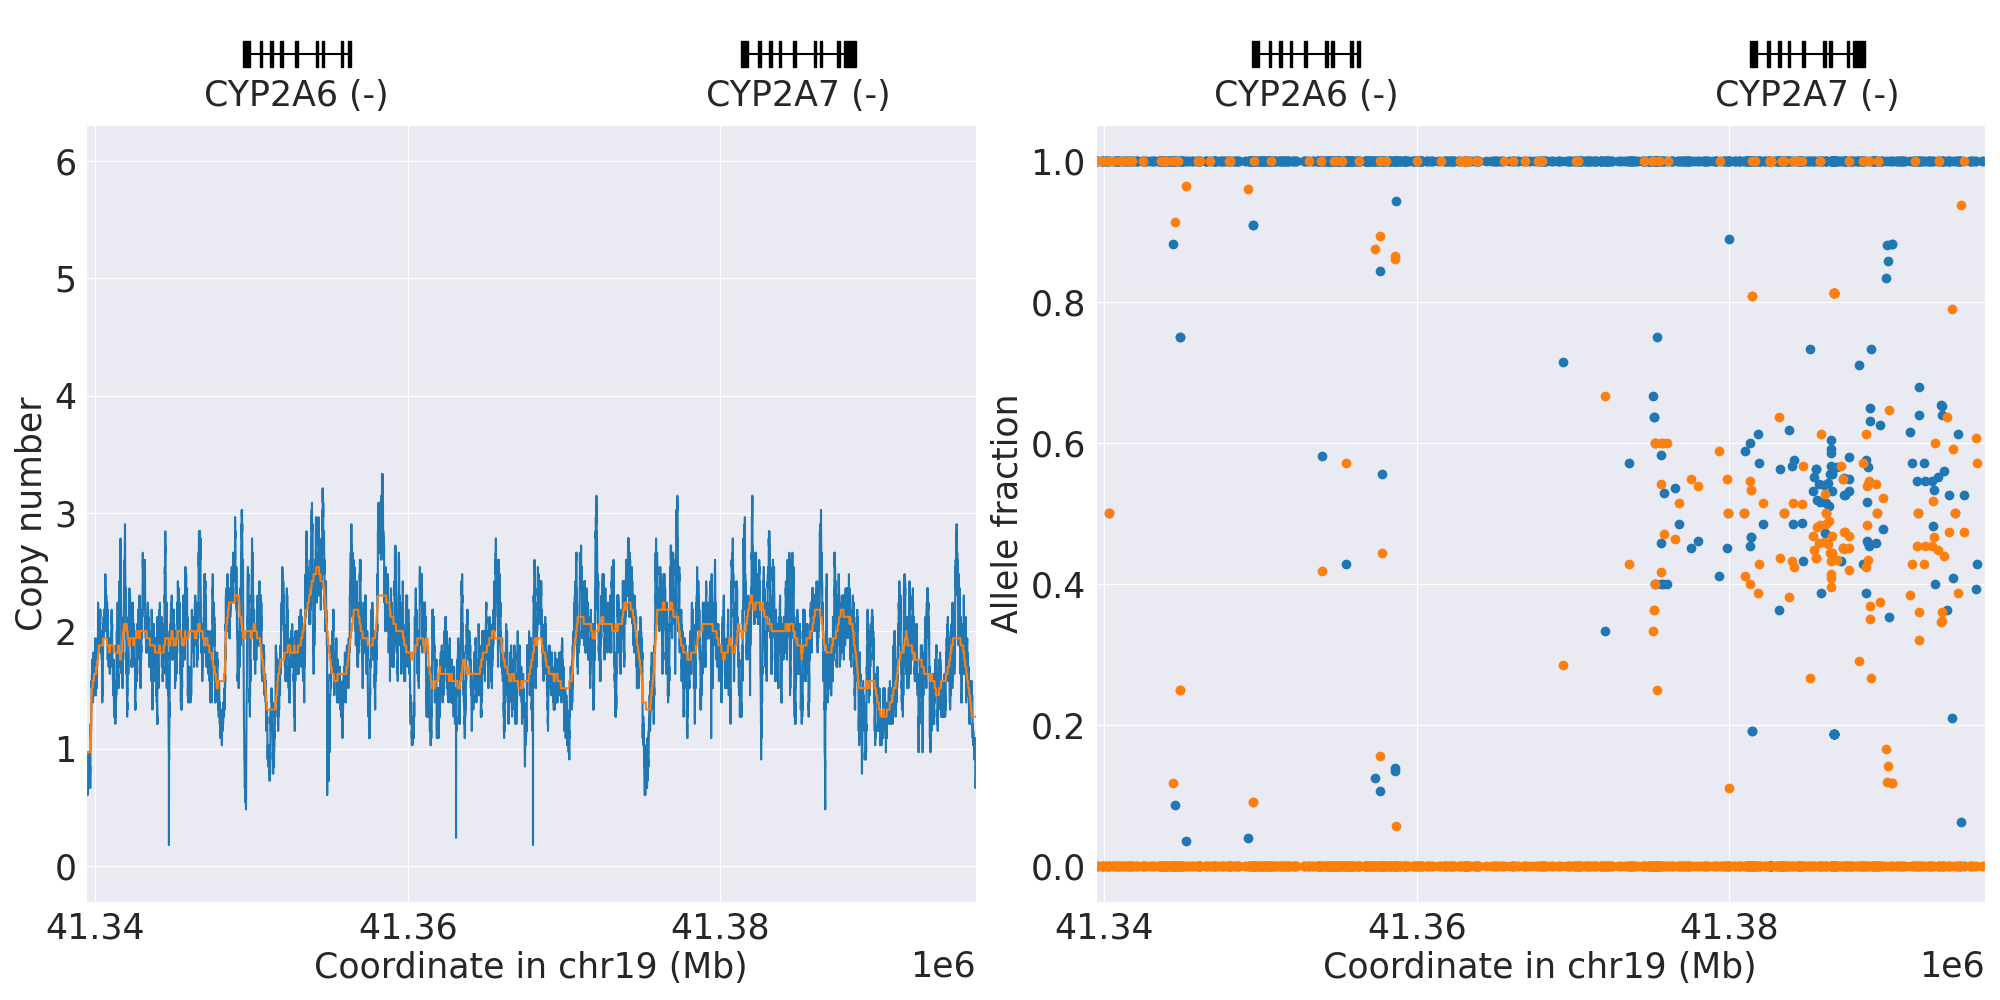 CYP2A6 (-)
CYP2A7 (-)
CYP2A6 (-)
CYP2A7 (-)
Copy number
6
5
4
3
2
1
0
41.34
41.36
41.38
Coordinate in chr19 (Mb)
1e6
Allele fraction
1.0
0.8
0.6
0.4
0.2
0.0
41.34
41.36
41.38
Coordinate in chr19 (Mb)
1e6